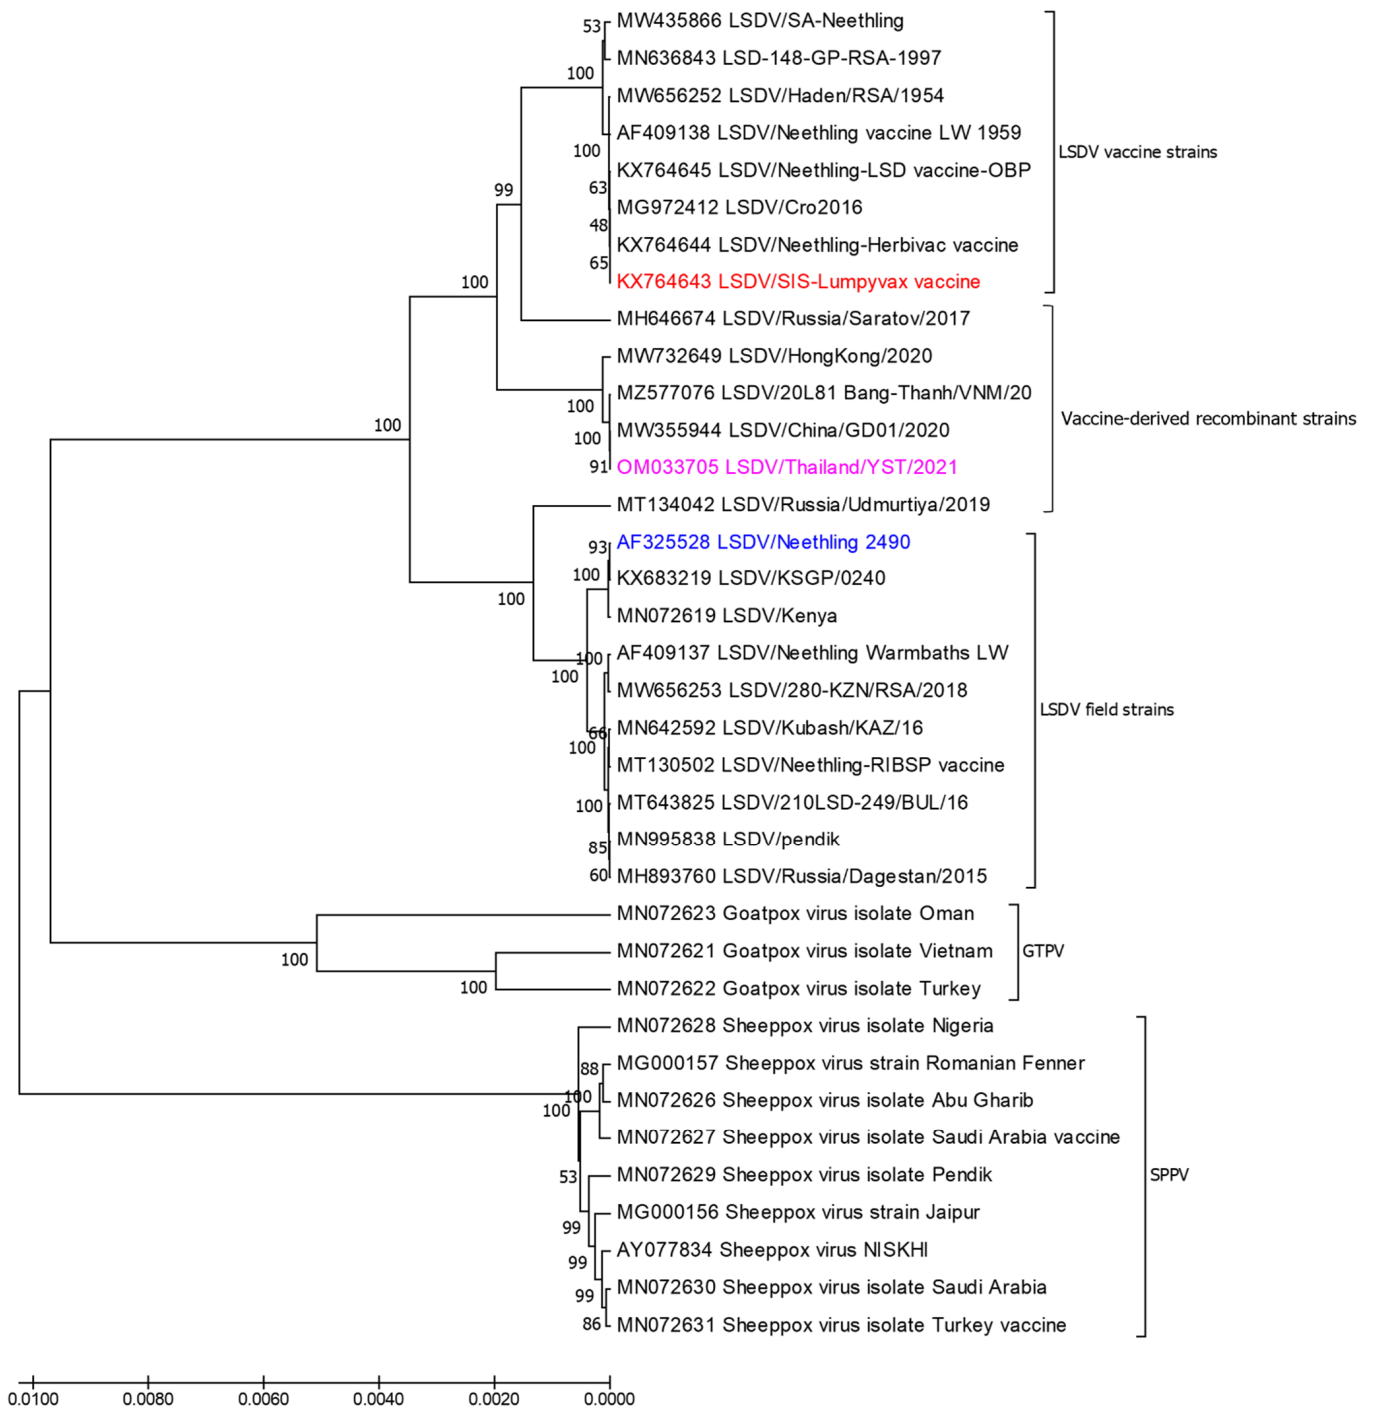 53
MW435866 LSDV/SA-Neethling
MN636843 LSD-148-GP-RSA-1997
100
MW656252 LSDV/Haden/RSA/1954
AF409138 LSDV/Neethling vaccine LW 1959
100
LSDV vaccine strains
KX764645 LSDV/Neethling-LSD vaccine-OBP
63
99
MG972412 LSDV/Cro2016
48
KX764644 LSDV/Neethling-Herbivac vaccine
65
KX764643 LSDV/SIS-Lumpyvax vaccine
100
MH646674 LSDV/Russia/Saratov/2017
MW732649 LSDV/HongKong/2020
MZ577076 LSDV/20L81 Bang-Thanh/VNM/20
100
Vaccine-derived recombinant strains
100
MW355944 LSDV/China/GD01/2020
100
91
OM033705 LSDV/Thailand/YST/2021
MT134042 LSDV/Russia/Udmurtiya/2019
93
AF325528 LSDV/Neethling 2490
100
KX683219 LSDV/KSGP/0240
100
MN072619 LSDV/Kenya
100
AF409137 LSDV/Neethling Warmbaths LW
100
MW656253 LSDV/280-KZN/RSA/2018
LSDV field strains
66
MN642592 LSDV/Kubash/KAZ/16
100
MT130502 LSDV/Neethling-RIBSP vaccine
100
MT643825 LSDV/210LSD-249/BUL/16
85
MN995838 LSDV/pendik
60
MH893760 LSDV/Russia/Dagestan/2015
MN072623 Goatpox virus isolate Oman
100
MN072621 Goatpox virus isolate Vietnam
GTPV
100
MN072622 Goatpox virus isolate Turkey
MN072628 Sheeppox virus isolate Nigeria
88
MG000157 Sheeppox virus strain Romanian Fenner
100
MN072626 Sheeppox virus isolate Abu Gharib
100
MN072627 Sheeppox virus isolate Saudi Arabia vaccine
53
MN072629 Sheeppox virus isolate Pendik
SPPV
99
MG000156 Sheeppox virus strain Jaipur
99
AY077834 Sheeppox virus NISKHI
99
MN072630 Sheeppox virus isolate Saudi Arabia
86
MN072631 Sheeppox virus isolate Turkey vaccine
0.0100 0.0080 0.0060 0.0040 0.0020 0.0000